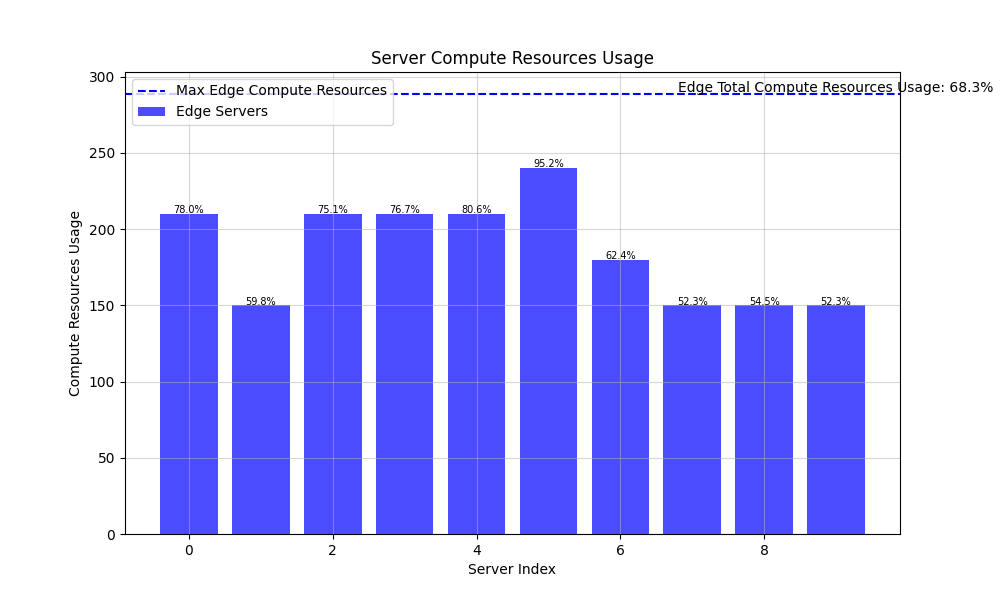 Server Compute Resources Usage
Max Edge Compute Resources
Edge Servers
Edge Total Compute Resources Usage: 68.3%
Compute Resources Usage
300
250
200
150
100
50
0
78.0%
59.8%
75.1%
76.7%
80.6%
95.2%
62.4%
52.3%
54.5%
52.3%
0 2 4 6 8
Server Index